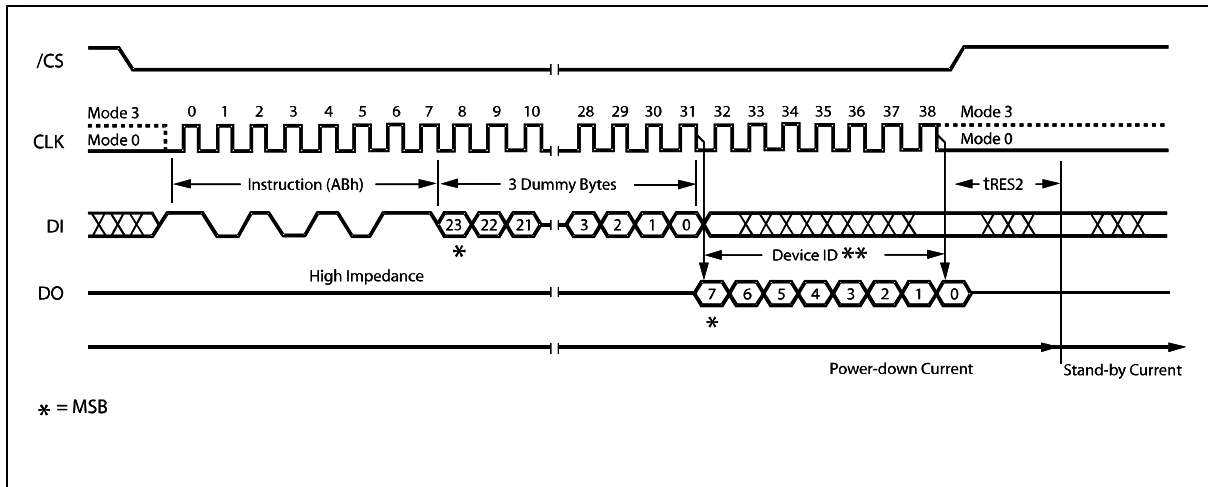 /CS
Mode 3 0 1 2 3 4 5 6 7 8 9 10 28 29 30 31 32 33 34 35 36 37 38 Mode 3
CLK Mode 0 Mode 0
Instruction (ABh) 3 Dummy Bytes tRES2
DI 23 22 21 3 2 1 0
* Device ID **
High Impedance
DO 7 6 5 4 3 2 1 0
*
Power-down Current Stand-by Current
* = MSB